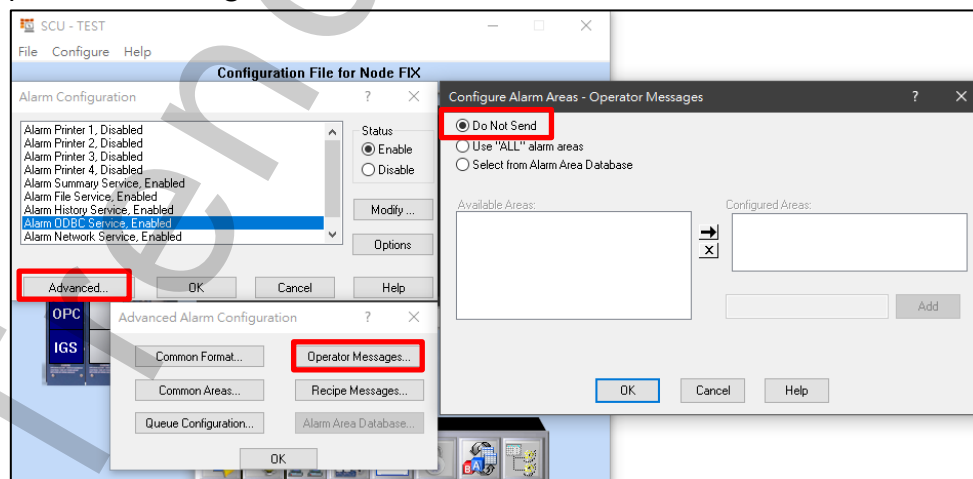 SCU - TEST
File Configure Help
Configuration File for Node FIX
Alarm Configuration ? ×
Alarm Printer 1, Disabled
Alarm Printer 2, Disabled
Alarm Printer 3, Disabled
Alarm Printer 4, Disabled
Alarm Summary Service, Enabled
Alarm File Service, Enabled
Alarm History Service, Enabled
Alarm ODBC Service, Enabled
Alarm Network Service, Enabled
Status
Enable
Disable
Modify ...
Options
Advanced... OK Cancel Help
OPC
IGS
Advanced Alarm Configuration ? ×
Common Format... Operator Messages...
Common Areas... Recipe Messages...
Queue Configuration... Alarm Area Database...
OK
Configure Alarm Areas - Operator Messages ? ×
Do Not Send
Use "ALL" alarm areas
Select from Alarm Area Database
Available Areas: Configured Areas:
X
Add
OK Cancel Help